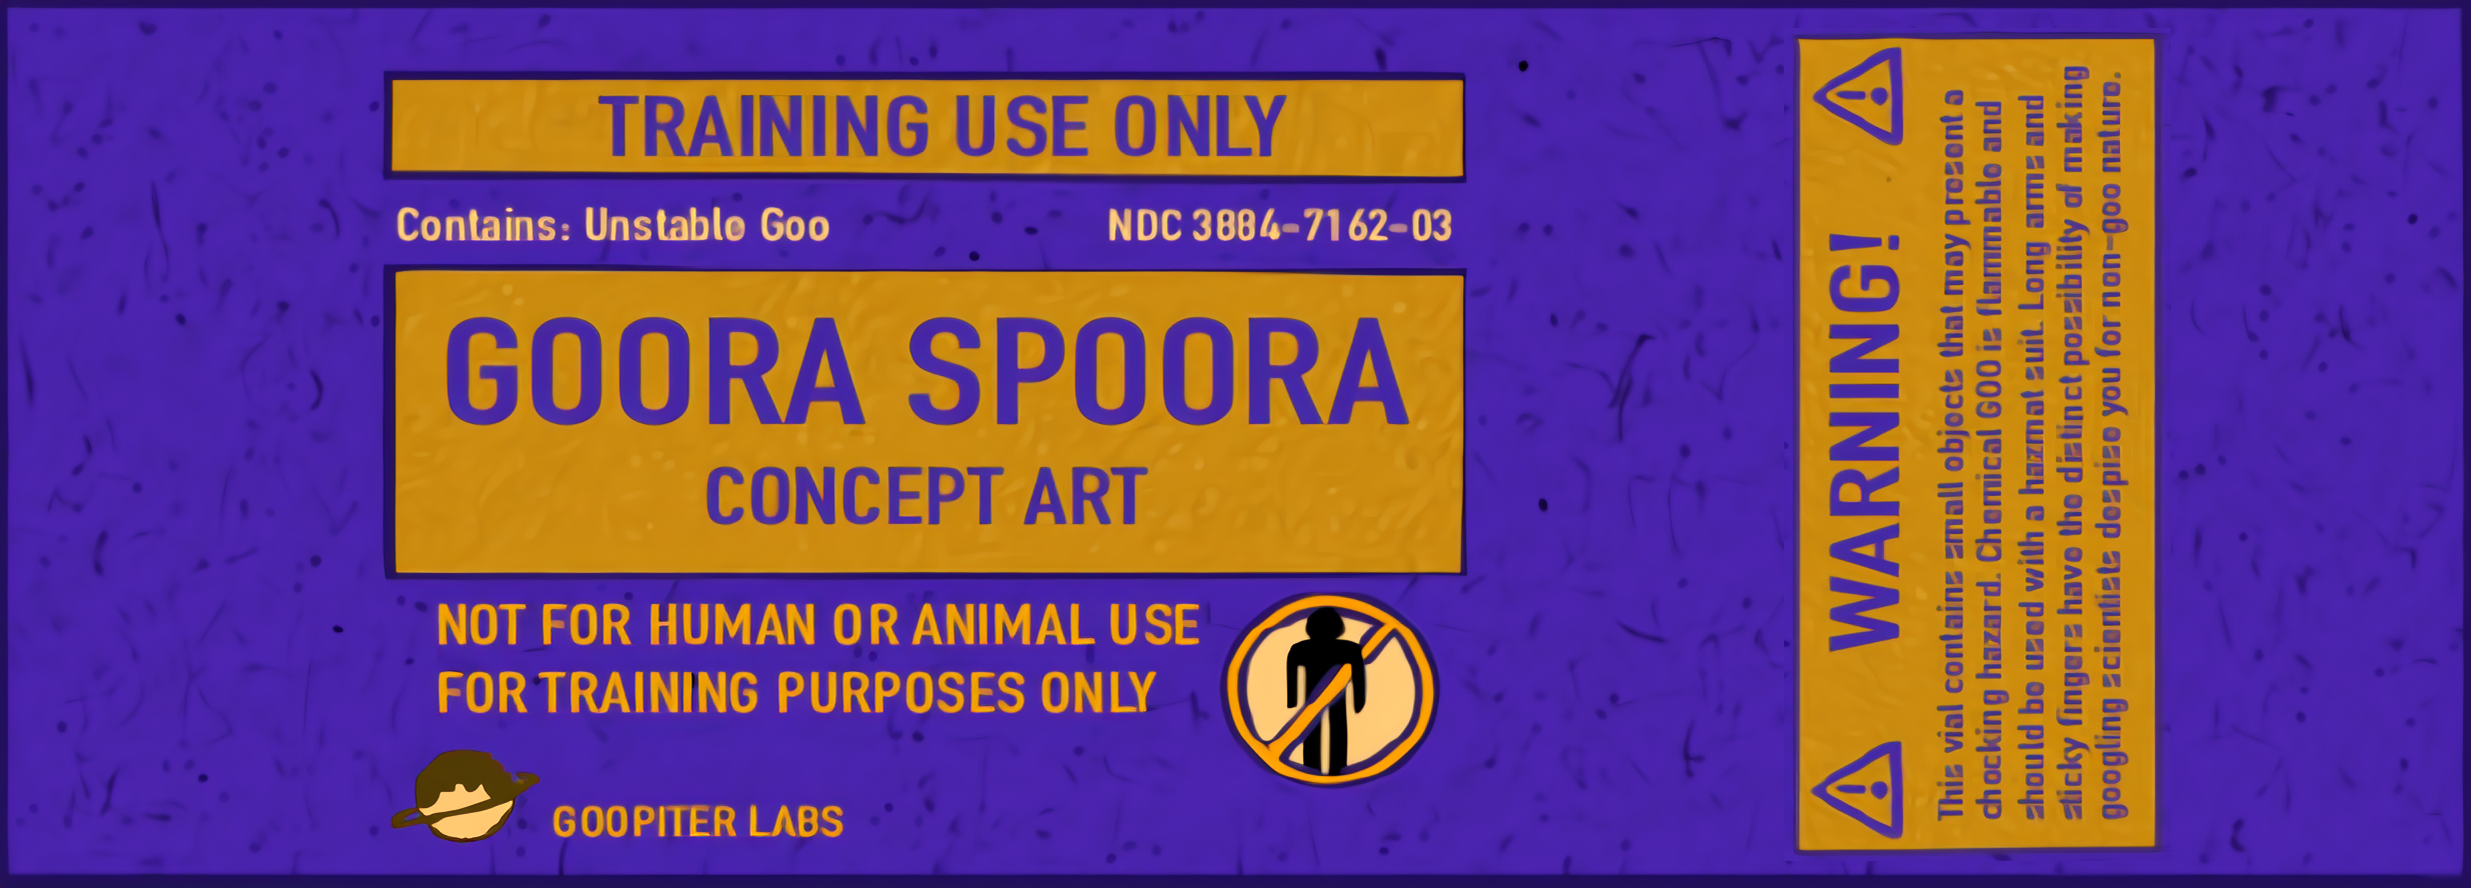 TRAINING USE ONLY
Contains: Unstable Goo
NDC 3884-7162-03
GOORA SPOORA
CONCEPT ART
NOT FOR HUMAN OR ANIMAL USE
FOR TRAINING PURPOSES ONLY
GOOPITER LABS
WARNING!
This vial contains small objects that may present a
chocking hazard. Chemical GOO is flammable and
should be used with a hazmat suit. Long arms and
sticky fingers have the distinct possibility of making
googling scientists despise you for non-goo nature.